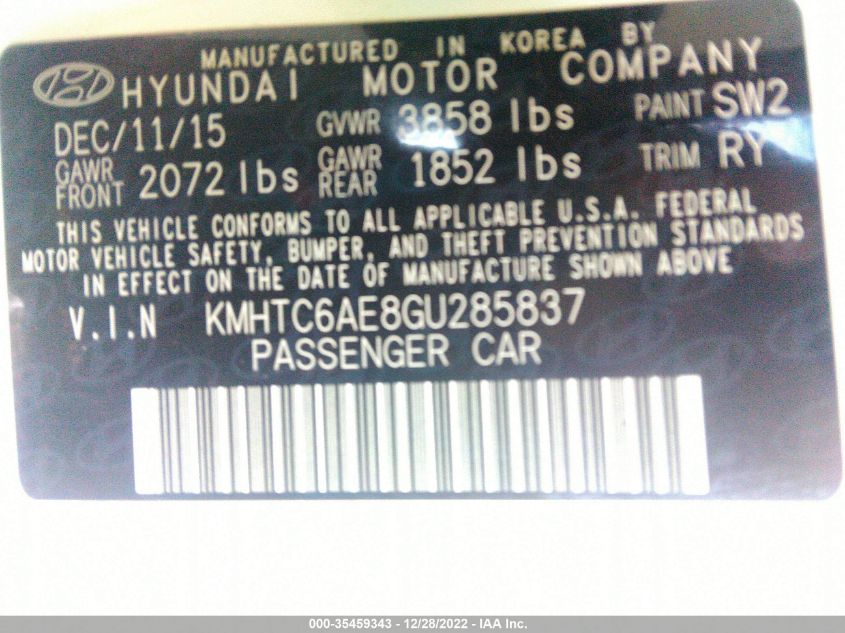 MANUFACTURED IN KOREA BY
HYUNDAI MOTOR COMPANY
DEC/11/15 GVWR 3858 lbs PAINT SW2
GAWR FRONT 2072 lbs GAWR REAR 1852 lbs TRIM RY
THIS VEHICLE CONFORMS TO ALL APPLICABLE U.S.A. FEDERAL
MOTOR VEHICLE SAFETY, BUMPER, AND THEFT PREVENTION STANDARDS
IN EFFECT ON THE DATE OF MANUFACTURE SHOWN ABOVE
V.I.N KMHTC6AE8GU285837
PASSENGER CAR
000-35459343 - 12/28/2022 - IAA Inc.